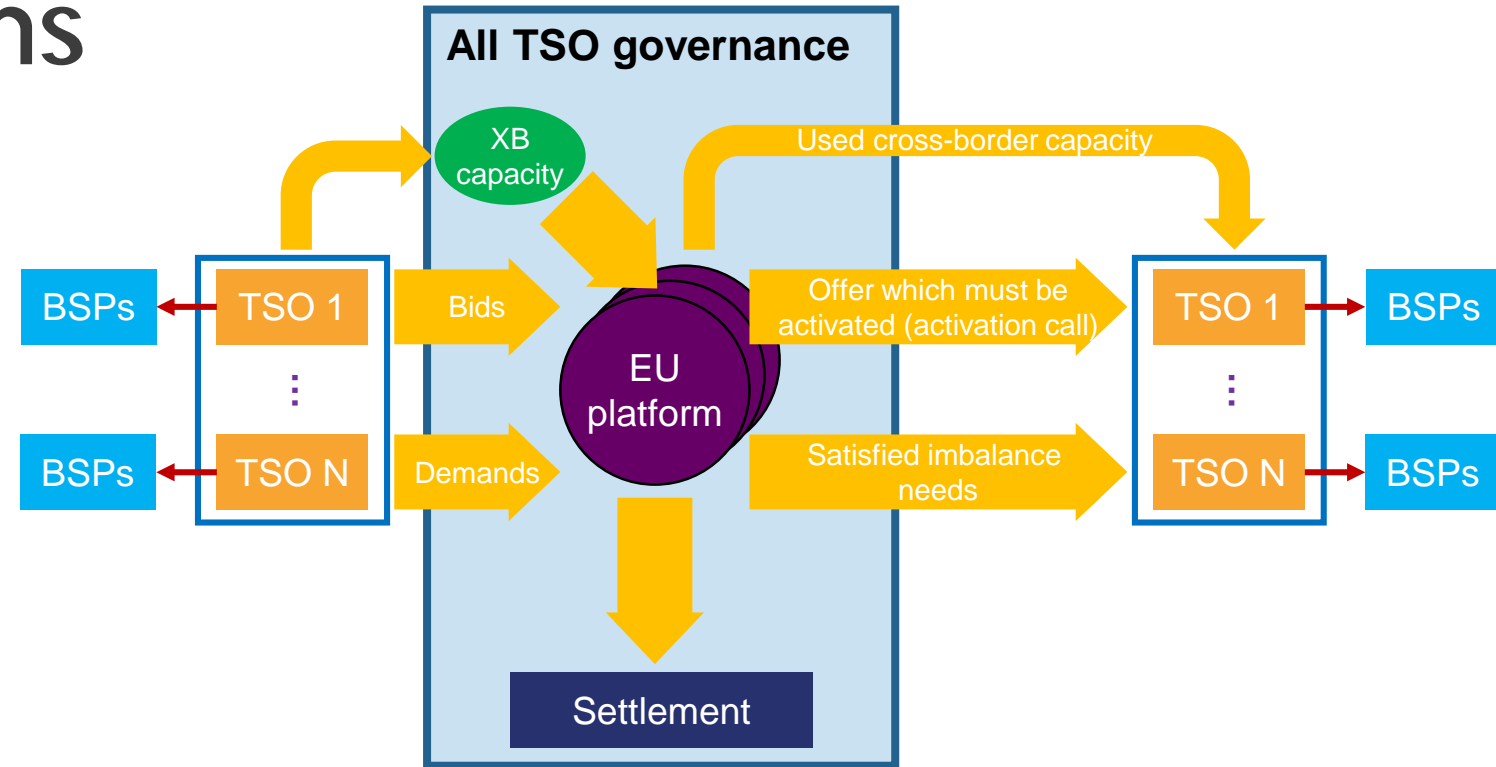 ns
All TSO governance
XB
capacity
Used cross-border capacity
BSPs
TSO 1
Bids
Offer which must be
activated (activation call)
TSO 1
BSPs
EU
platform
...
...
BSPs
TSO N
Demands
Satisfied imbalance
needs
TSO N
BSPs
Settlement